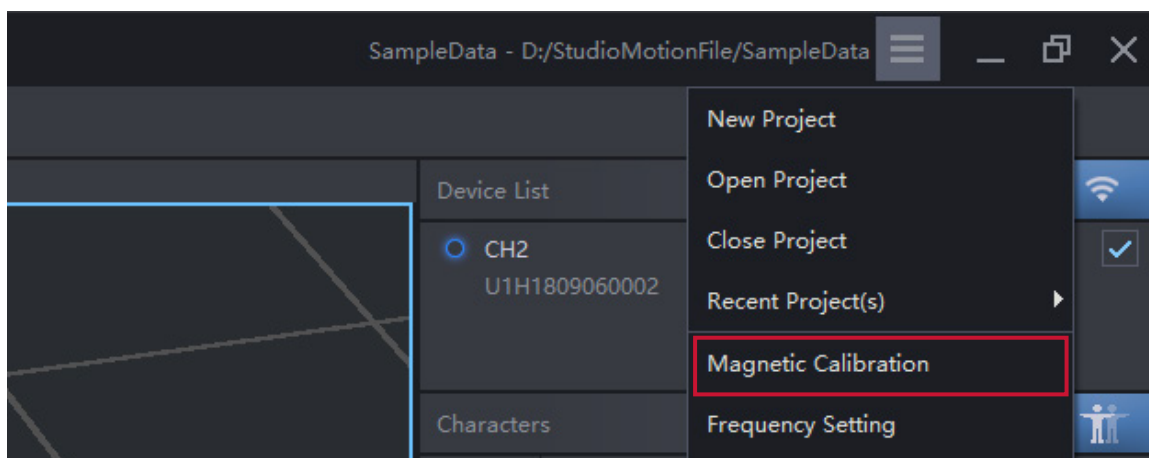 SampleData - D:/StudioMotionFile/SampleData
New Project
Open Project
Close Project
Recent Project(s)
Magnetic Calibration
Frequency Setting
Device List
CH2
U1H1809060002
Characters